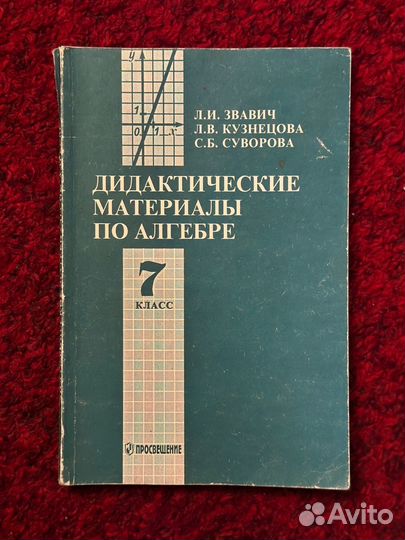 y
1
0
1
x
Л.И. ЗВАВИЧ
Л.В. КУЗНЕЦОВА
С.Б. СУВОРОВА
ДИДАКТИЧЕСКИЕ
МАТЕРИАЛЫ
ПО АЛГЕБРЕ
7
КЛАСС
ПРОСВЕЩЕНИЕ
Avito